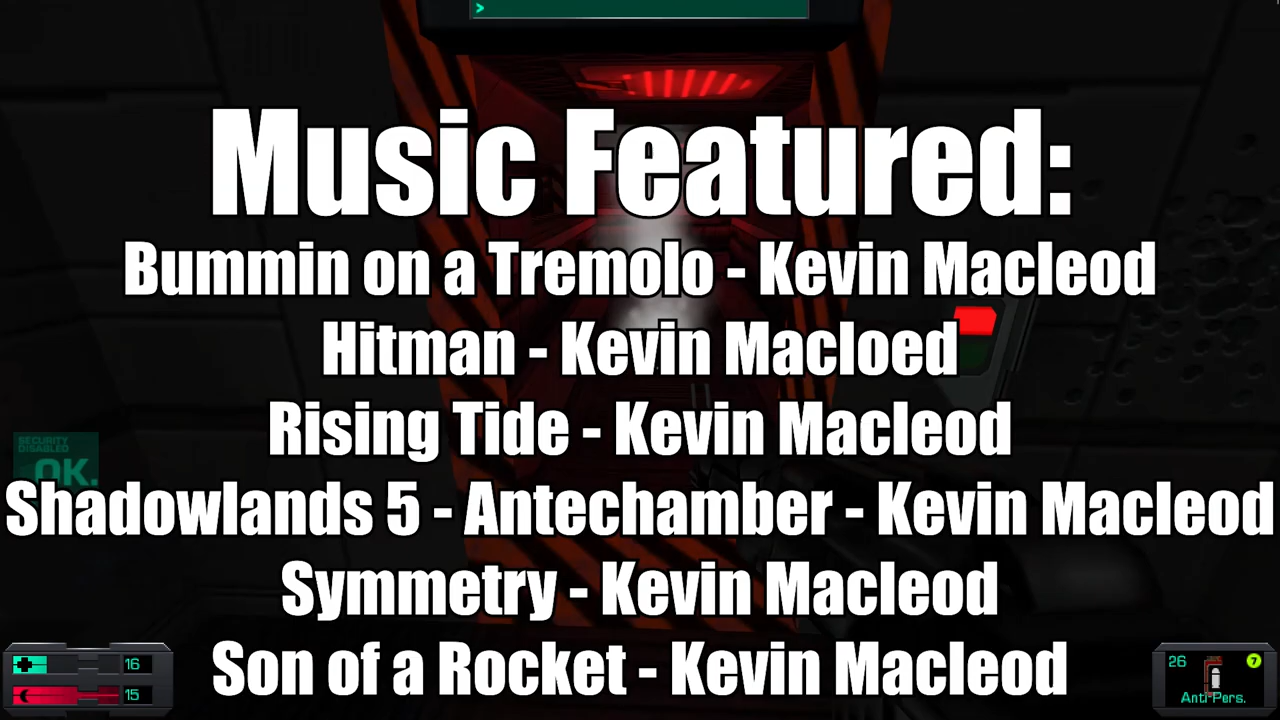 >
Music Featured:
Bummin on a Tremolo - Kevin Macleod
Hitman - Kevin Macloed
Rising Tide - Kevin Macleod
SECURITY
DISABLED
OK.
Shadowlands 5 - Antechamber - Kevin Macleod
Symmetry - Kevin Macleod
Son of a Rocket - Kevin Macleod
16
15
26
7
Anti-Pers.